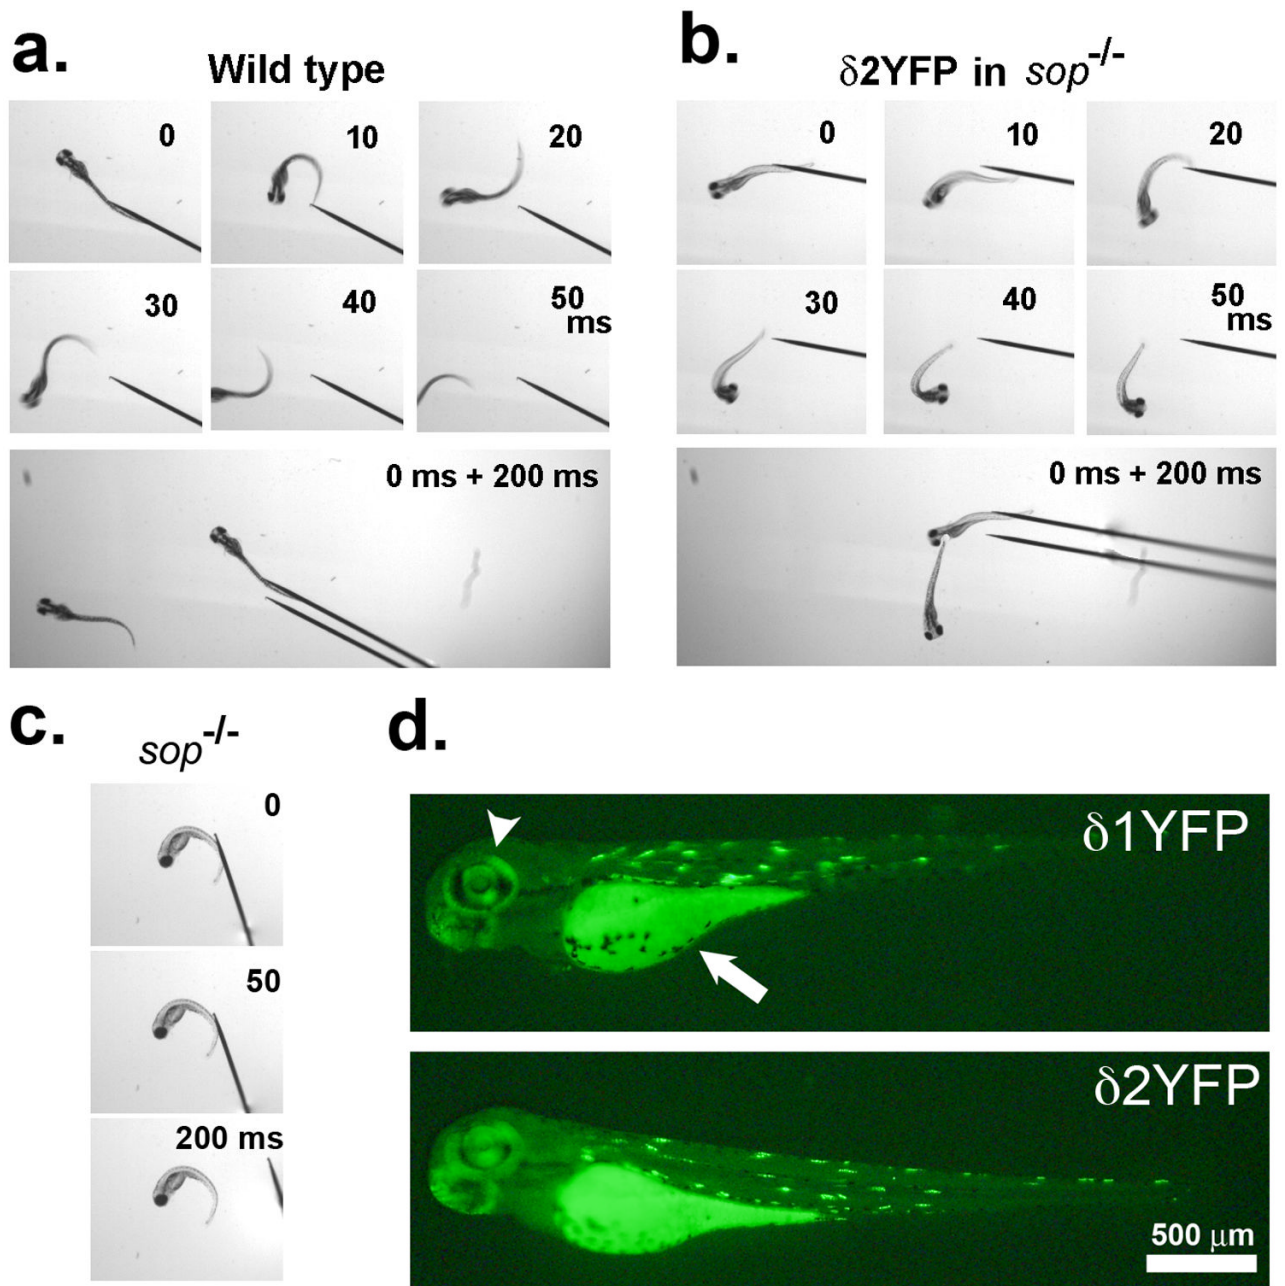 a.
Wild type
0
10
20
30
40
50
ms
0 ms + 200 ms
b.
δ2YFP in sop-/-
0
10
20
30
40
50
ms
0 ms + 200 ms
c.
sop-/-
0
50
200 ms
d.
δ1YFP
δ2YFP
500 μm